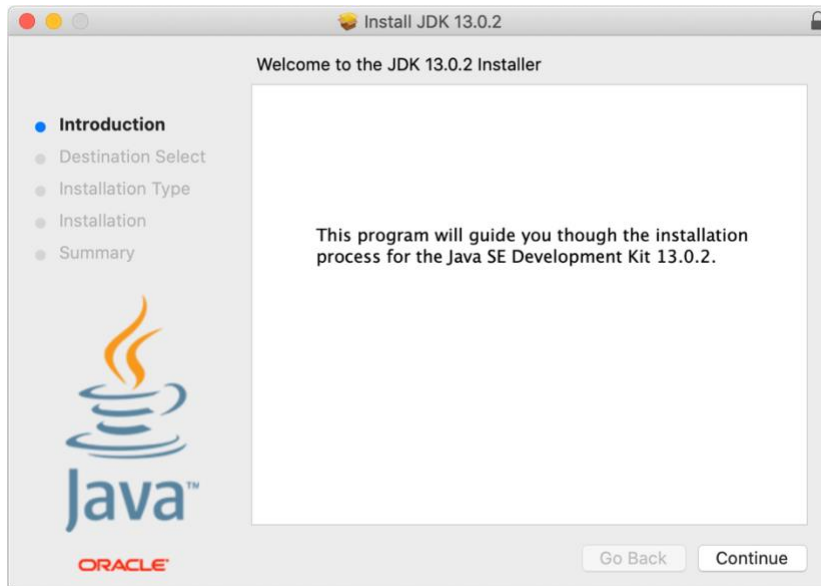 Install JDK 13.0.2
Welcome to the JDK 13.0.2 Installer
Introduction
Destination Select
Installation Type
Installation
Summary
This program will guide you though the installation
process for the Java SE Development Kit 13.0.2.
Java™
ORACLE®
Go Back
Continue